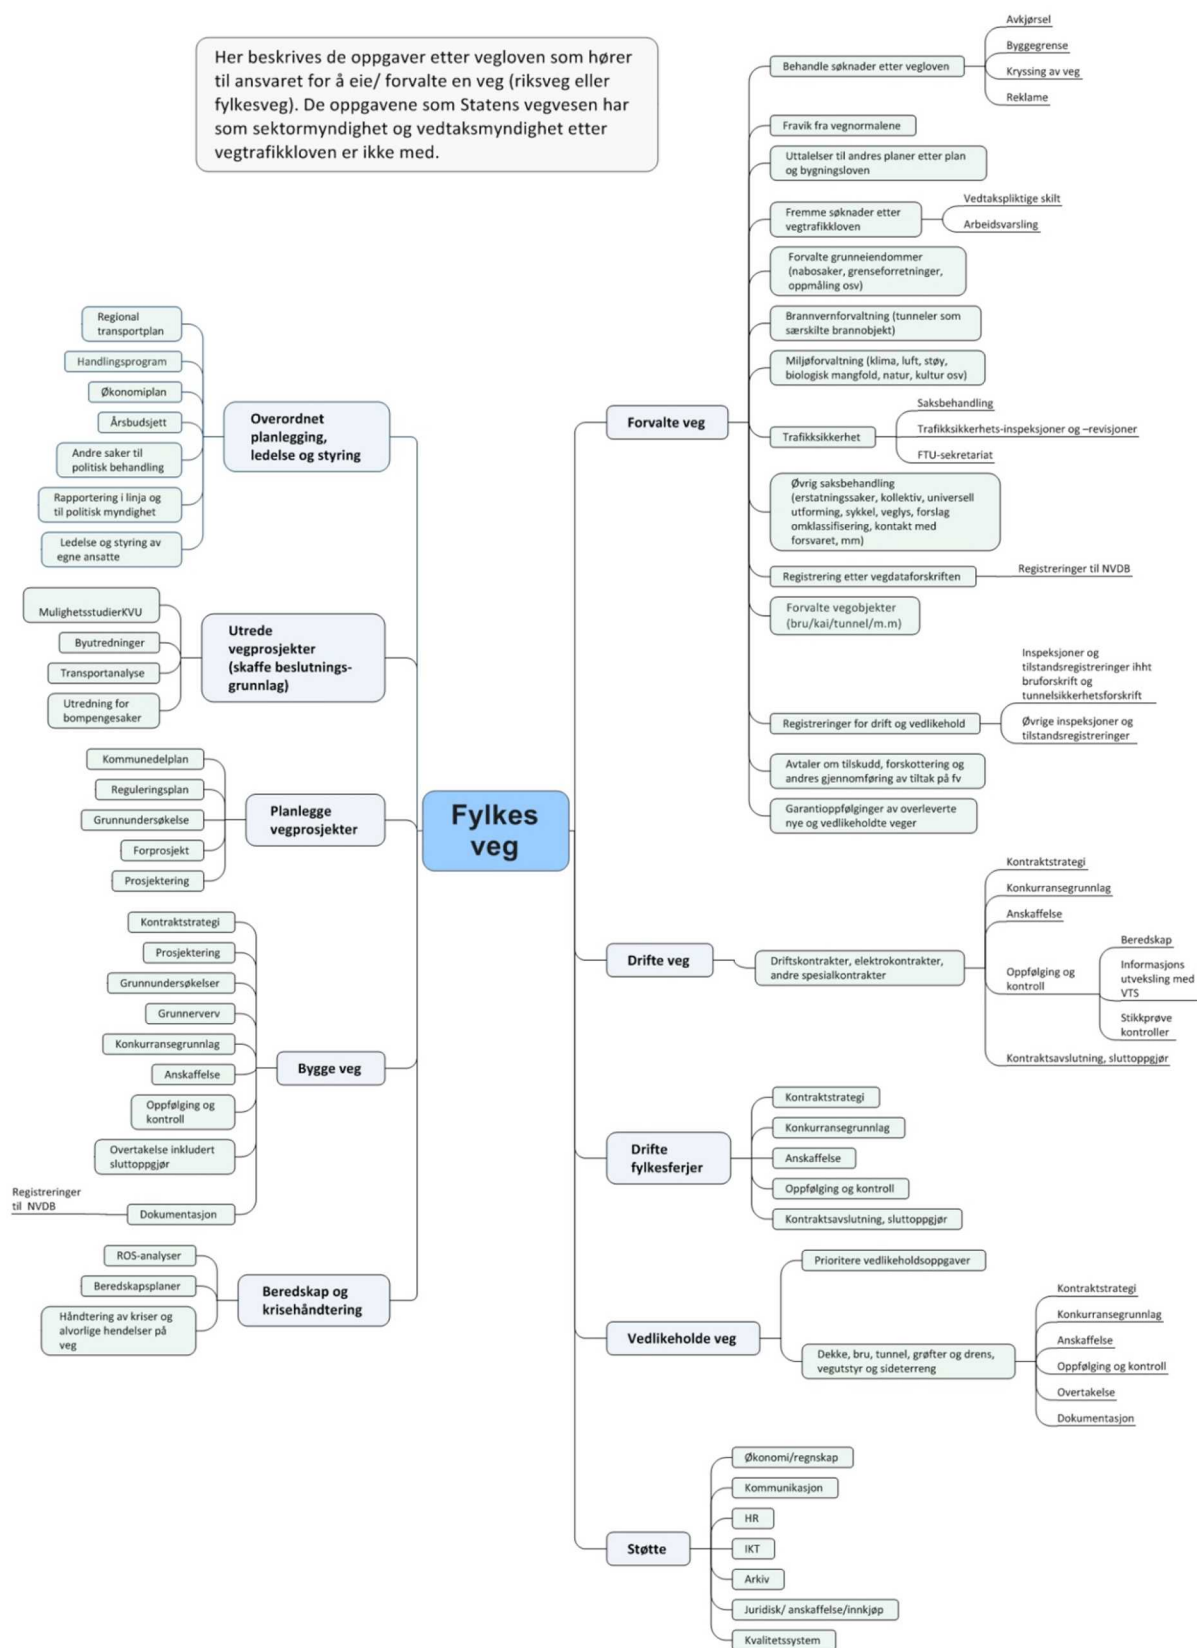 Her beskrives de oppgaver etter vegloven som hører
til ansvaret for å eie/ forvalte en veg (riksveg eller
fylkesveg). De oppgavene som Statens vegvesen har
som sektormyndighet og vedtaksmyndighet etter
vegtrafikkloven er ikke med.
Fylkes
veg
Overordnet
planlegging,
ledelse og styring
Regional
transportplan
Handlingsprogram
Økonomiplan
Årsbudsjett
Andre saker til
politisk behandling
Rapportering i linja og
til politisk myndighet
Ledelse og styring av
egne ansatte
Utrede
vegprosjekter
(skaffe beslutnings-
grunnlag)
MulighetsstudierKVU
Byutredninger
Transportanalyse
Utredning for
bompengesaker
Planlegge
vegprosjekter
Kommunedelplan
Reguleringsplan
Grunnundersøkelse
Forprosjekt
Prosjektering
Bygge veg
Kontraktstrategi
Prosjektering
Grunnundersøkelser
Grunnerverv
Konkurransegrunnlag
Anskaffelse
Oppfølging og
kontroll
Overtakelse inkludert
sluttoppgjør
Dokumentasjon
Registreringer
til NVDB
Beredskap og
krisehåndtering
ROS-analyser
Beredskapsplaner
Håndtering av kriser og
alvorlige hendelser på
veg
Forvalte veg
Behandle søknader etter vegloven
Avkjørsel
Byggegrense
Kryssing av veg
Reklame
Fravik fra vegnormalene
Uttalelser til andres planer etter plan
og bygningsloven
Fremme søknader etter
vegtrafikkloven
Vedtakspliktige skilt
Arbeidsvarsling
Forvalte grunneiendommer
(nabosaker, grenseforretninger,
oppmåling osv)
Brannvernforvaltning (tunneler som
særskilte brannobjekt)
Miljøforvaltning (klima, luft, støy,
biologisk mangfold, natur, kultur osv)
Trafikksikkerhet
Saksbehandling
Trafikksikkerhets-inspeksjoner og –revisjoner
FTU-sekretariat
Øvrig saksbehandling
(erstatningssaker, kollektiv, universell
utforming, sykkel, veglys, forslag
omklassifisering, kontakt med
forsvaret, mm)
Registrering etter vegdataforskriften
Registreringer til NVDB
Forvalte vegobjekter
(bru/kai/tunnel/m.m)
Registreringer for drift og vedlikehold
Inspeksjoner og
tilstandsregistreringer ihht
bruforskrift og
tunnelsikkerhetsforskrift
Øvrige inspeksjoner og
tilstandsregistreringer
Avtaler om tilskudd, forskottering og
andres gjennomføring av tiltak på fv
Garantioppfølginger av overleverte
nye og vedlikeholdte veger
Drifte veg
Driftskontrakter, elektrokontrakter,
andre spesialkontrakter
Kontraktstrategi
Konkurransegrunnlag
Anskaffelse
Oppfølging og
kontroll
Beredskap
Informasjons
utveksling med
VTS
Stikkprøve
kontroller
Kontraktsavslutning, sluttoppgjør
Drifte
fylkesferjer
Kontraktstrategi
Konkurransegrunnlag
Anskaffelse
Oppfølging og kontroll
Kontraktsavslutning, sluttoppgjør
Vedlikeholde veg
Prioritere vedlikeholdsoppgaver
Dekke, bru, tunnel, grøfter og drens,
vegutstyr og sideterreng
Kontraktstrategi
Konkurransegrunnlag
Anskaffelse
Oppfølging og kontroll
Overtakelse
Dokumentasjon
Støtte
Økonomi/regnskap
Kommunikasjon
HR
IKT
Arkiv
Juridisk/ anskaffelse/innkjøp
Kvalitetssystem